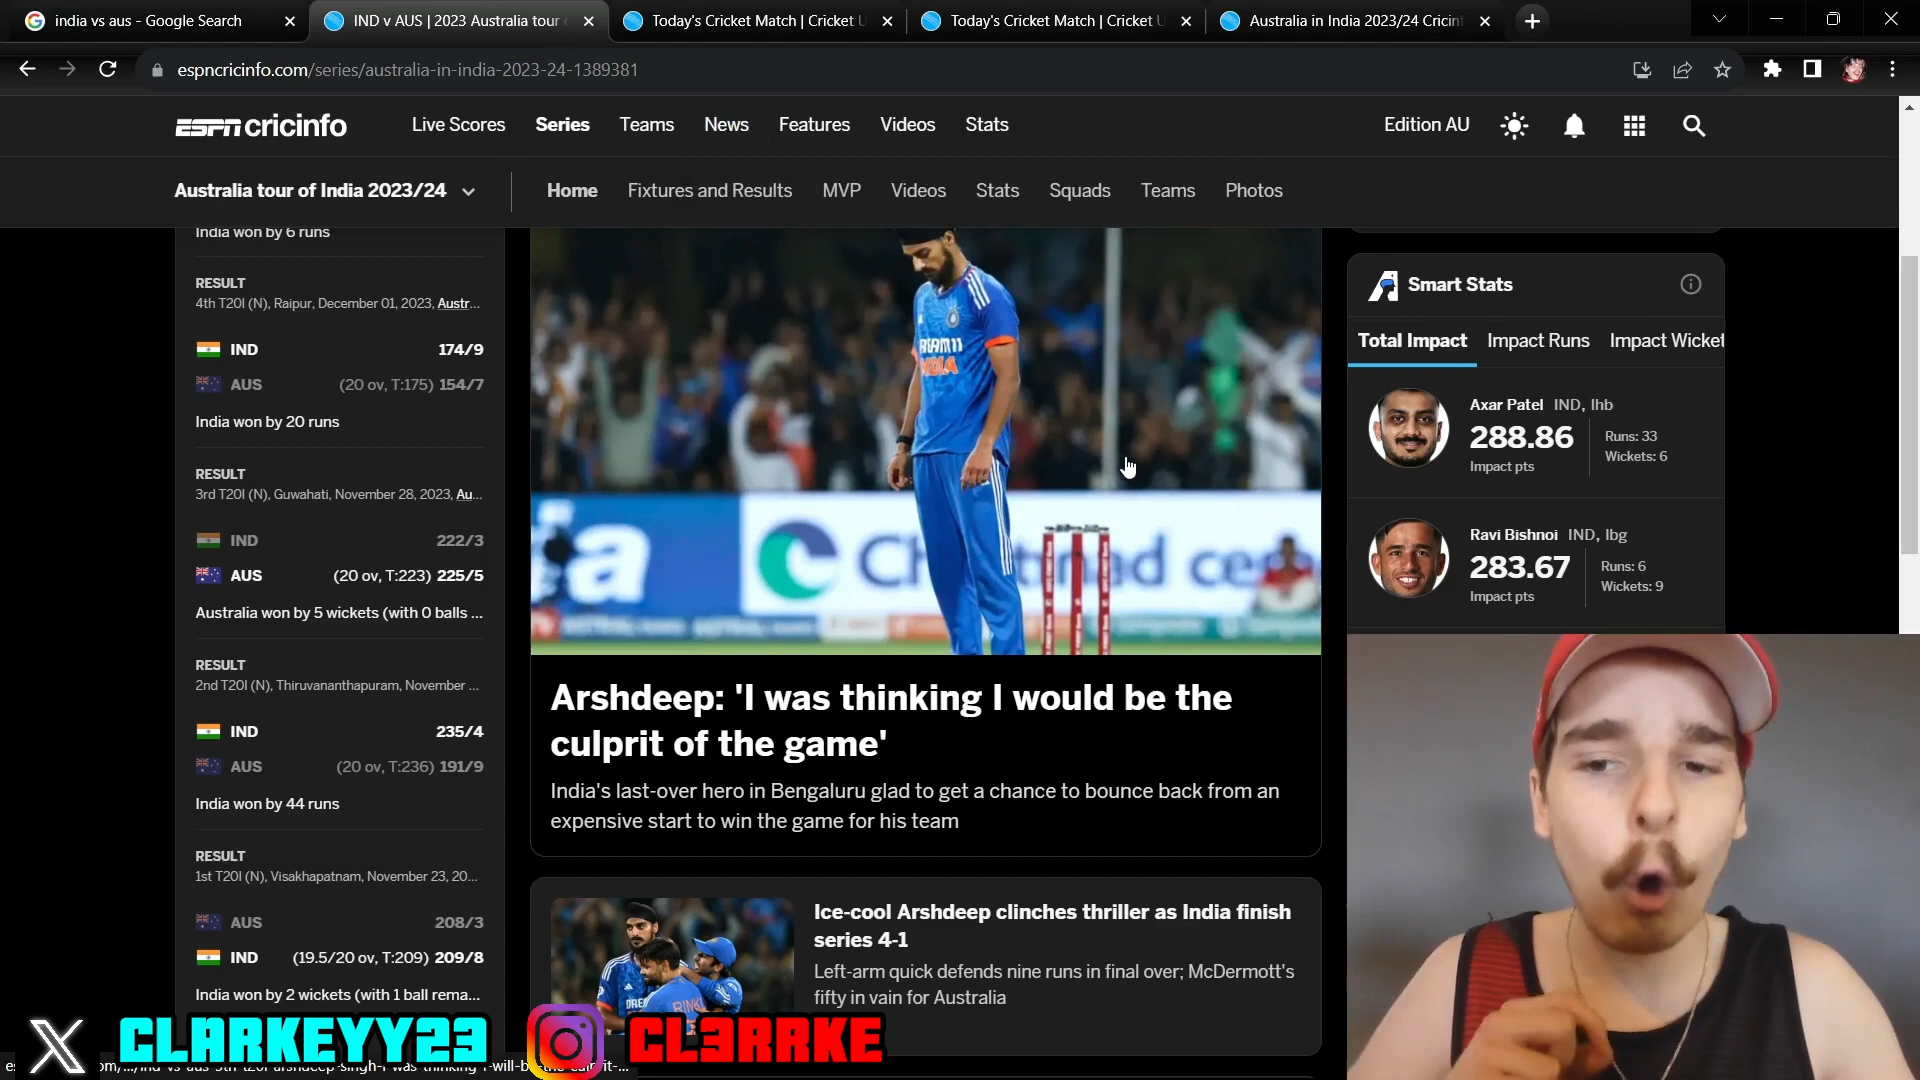 india vs aus - Google Search
IND v AUS | 2023 Australia tour
Today's Cricket Match | Cricket U
Today's Cricket Match | Cricket U
Australia in India 2023/24 Cricin
espncricinfo.com/series/australia-in-india-2023-24-1389381
ESPN cricinfo
Live Scores
Series
Teams
News
Features
Videos
Stats
Edition AU
Australia tour of India 2023/24
Home
Fixtures and Results
MVP
Videos
Stats
Squads
Teams
Photos
India won by 6 runs
RESULT
4th T20I (N), Raipur, December 01, 2023, Austr...
IND 174/9
AUS (20 ov, T:175) 154/7
India won by 20 runs
RESULT
3rd T20I (N), Guwahati, November 28, 2023, Au...
IND 222/3
AUS (20 ov, T:223) 225/5
Australia won by 5 wickets (with 0 balls ...
RESULT
2nd T20I (N), Thiruvananthapuram, November ...
IND 235/4
AUS (20 ov, T:236) 191/9
India won by 44 runs
RESULT
1st T20I (N), Visakhapatnam, November 23, 20...
AUS 208/3
IND (19.5/20 ov, T:209) 209/8
India won by 2 wickets (with 1 ball rema...
INDIA
Arshdeep: 'I was thinking I would be the
culprit of the game'
India's last-over hero in Bengaluru glad to get a chance to bounce back from an
expensive start to win the game for his team
Ice-cool Arshdeep clinches thriller as India finish
series 4-1
Left-arm quick defends nine runs in final over; McDermott's
fifty in vain for Australia
Smart Stats
Total Impact
Impact Runs
Impact Wicket
Axar Patel IND, lhb
288.86
Impact pts
Runs: 33
Wickets: 6
Ravi Bishnoi IND, lbg
283.67
Impact pts
Runs: 6
Wickets: 9
CLARKEYY23
CL3RRKE